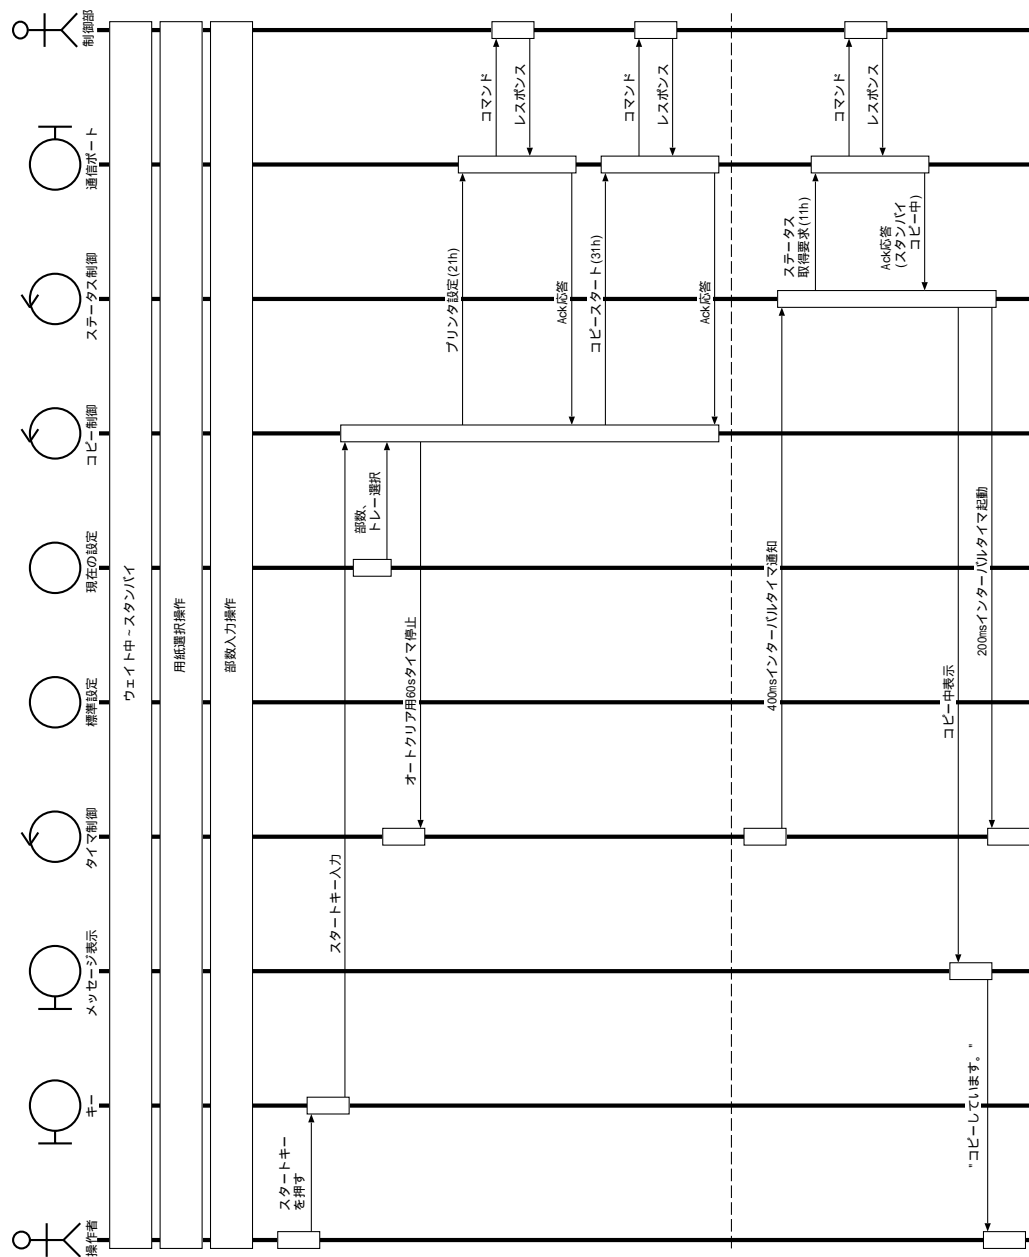 操作者
キー
メッセージ表示
タイマ制御
標準設定
現在の設定
コピー制御
ステータス制御
通信ポート
制御部
ウェイト中~スタンバイ
用紙選択操作
部数入力操作
スタートキー
を押す
スタートキー入力
部数、
トレー選択
オートクリア用60sタイマ停止
プリンタ設定(21h)
コマンド
レスポンス
Ack応答
コピースタート(31h)
コマンド
レスポンス
Ack応答
400msインターバルタイマ通知
ステータス
取得要求(11h)
コマンド
レスポンス
Ack応答
(スタンバイ
コピー中)
コピー中表示
"コピーしています。"
200msインターバルタイマ起動